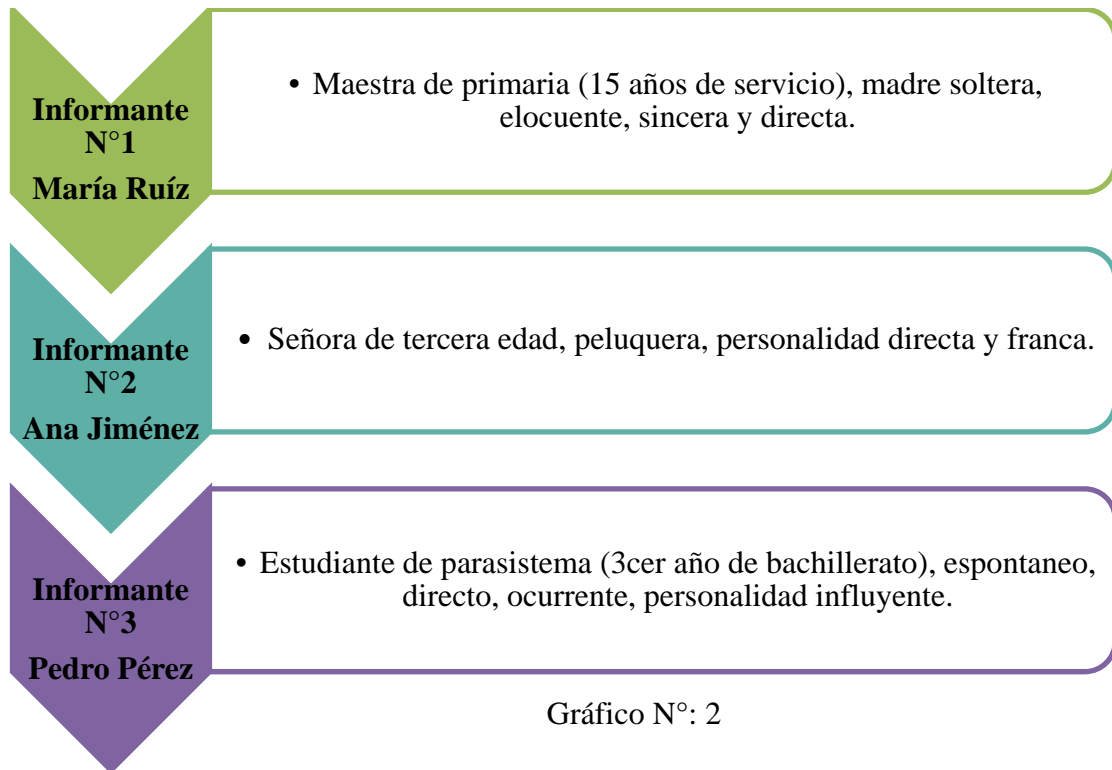 Informante
N°1
María Ruíz
• Maestra de primaria (15 años de servicio), madre soltera,
elocuente, sincera y directa.
Informante
N°2
Ana Jiménez
• Señora de tercera edad, peluquera, personalidad directa y franca.
Informante
N°3
Pedro Pérez
• Estudiante de parasistema (3cer año de bachillerato), espontaneo,
directo, ocurrente, personalidad influyente.
Gráfico N°: 2